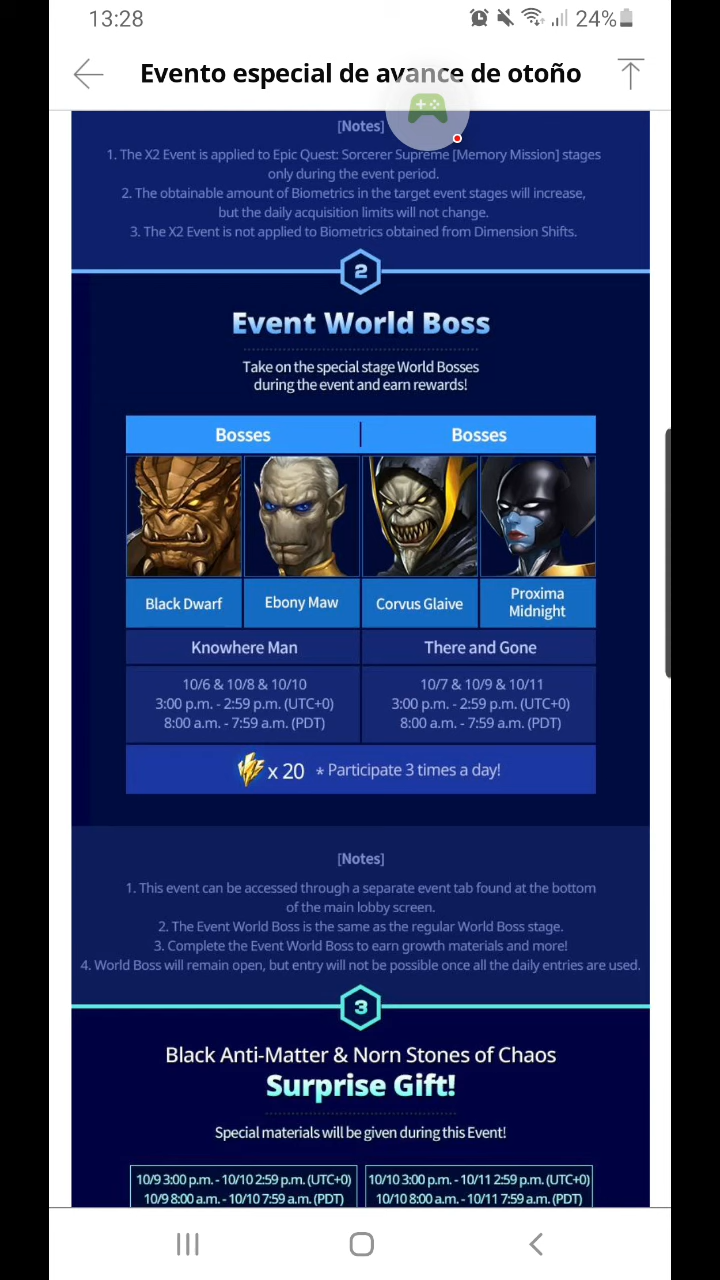 13:28
24%
Evento especial de avance de otoño
[Notes]
1. The X2 Event is applied to Epic Quest: Sorcerer Supreme [Memory Mission] stages
only during the event period.
2. The obtainable amount of Biometrics in the target event stages will increase,
but the daily acquisition limits will not change.
3. The X2 Event is not applied to Biometrics obtained from Dimension Shifts.
2
Event World Boss
Take on the special stage World Bosses
during the event and earn rewards!
Bosses
Bosses
Black Dwarf
Ebony Maw
Corvus Glaive
Proxima
Midnight
Knowhere Man
There and Gone
10/6 & 10/8 & 10/10
3:00 p.m. - 2:59 p.m. (UTC+0)
8:00 a.m. - 7:59 a.m. (PDT)
10/7 & 10/9 & 10/11
3:00 p.m. - 2:59 p.m. (UTC+0)
8:00 a.m. - 7:59 a.m. (PDT)
x 20 * Participate 3 times a day!
[Notes]
1. This event can be accessed through a separate event tab found at the bottom
of the main lobby screen.
2. The Event World Boss is the same as the regular World Boss stage.
3. Complete the Event World Boss to earn growth materials and more!
4. World Boss will remain open, but entry will not be possible once all the daily entries are used.
3
Black Anti-Matter & Norn Stones of Chaos
Surprise Gift!
Special materials will be given during this Event!
10/9 3:00 p.m. - 10/10 2:59 p.m. (UTC+0)
10/9 8:00 a.m. - 10/10 7:59 a.m. (PDT)
10/10 3:00 p.m. - 10/11 2:59 p.m. (UTC+0)
10/10 8:00 a.m. - 10/11 7:59 a.m. (PDT)